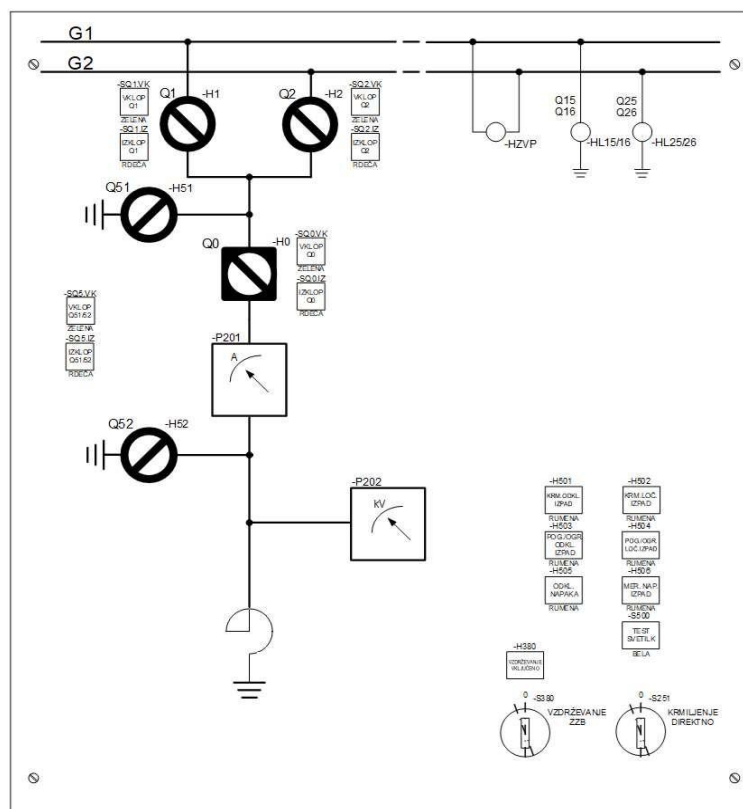 G1
G2
-SQ1.VK
VKLOP
Q1
ZELENA
-SQ1.IZ
IZKLOP
Q1
RDEČA
Q1
-H1
Q2
-H2
-SQ2.VK
VKLOP
Q2
ZELENA
-SQ2.IZ
IZKLOP
Q2
RDEČA
Q15
Q16
Q25
Q26
-HZVP
-HL15/16
-HL25/26
Q51
-H51
Q0
-H0
-SQ0.VK
VKLOP
Q0
ZELENA
-SQ0.IZ
IZKLOP
Q0
RDEČA
-SQ5.VK
VKLOP
Q51/52
ZELENA
-SQ5.IZ
IZKLOP
Q51/52
RDEČA
-P201
A
Q52
-H52
-P202
kV
-H501
KRM.ODKL.
IZPAD
RUMENA
-H502
KRM.LOČ.
IZPAD
RUMENA
-H503
POG./OGR.
ODKL.
IZPAD
RUMENA
-H504
POG./OGR.
LOČ.IZPAD
RUMENA
-H505
ODKL.
NAPAKA
RUMENA
-H506
MER. NAP.
IZPAD
RUMENA
-S500
TEST
SVETILK
BELA
-H380
VZDRŽEVANJE
VKLJUČENO
0
-S380
VZDRŽEVANJE
ZZB
0
-S251
KRMILJENJE
DIREKTNO